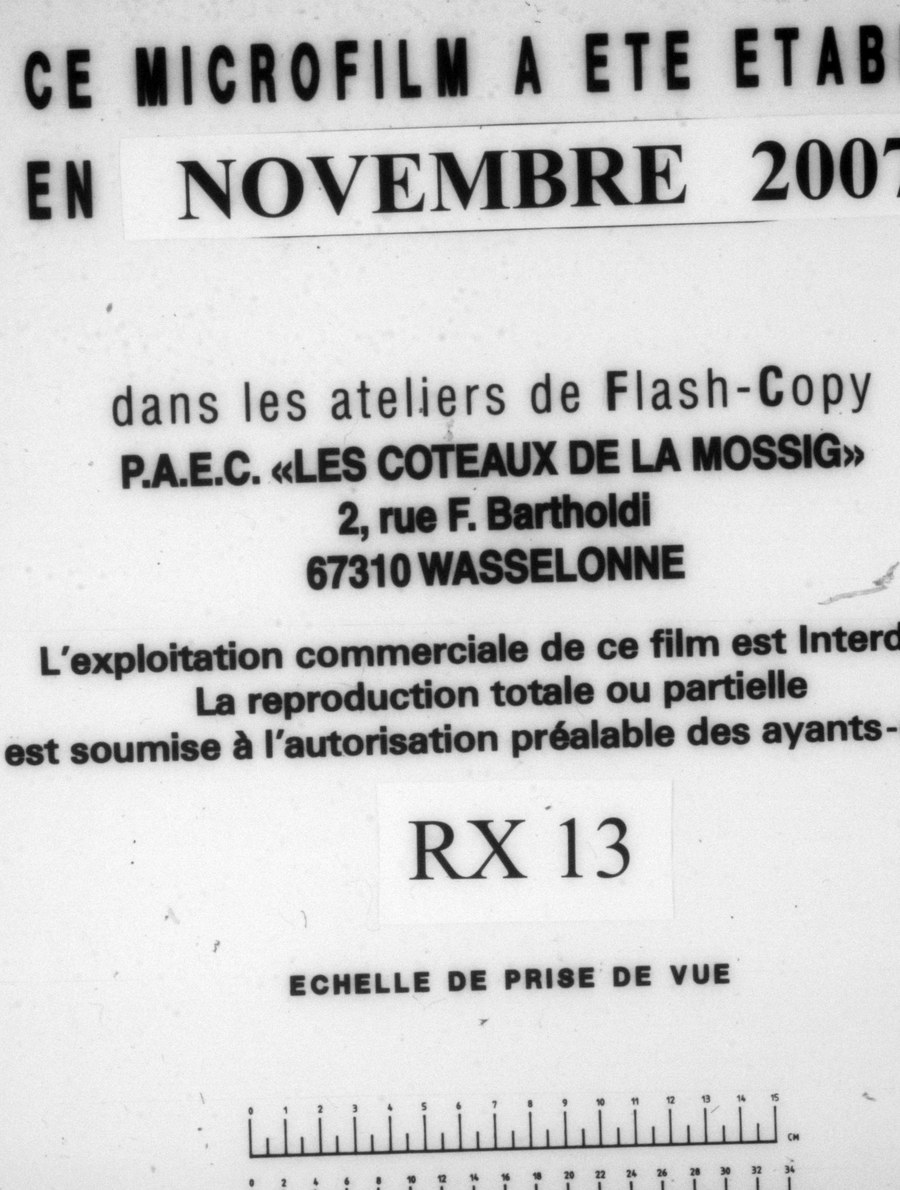 CE MICROFILM A ETE ETAB
EN NOVEMBRE 2007
dans les ateliers de Flash-Copy
P.A.E.C. «LES COTEAUX DE LA MOSSIG»
2, rue F. Bartholdi
67310 WASSELONNE
L'exploitation commerciale de ce film est Interd
La reproduction totale ou partielle
est soumise à l'autorisation préalable des ayants-
RX 13
ECHELLE DE PRISE DE VUE
0 1 2 3 4 5 6 7 8 9 10 11 12 13 14 15
CM
0 2 4 6 8 10 12 14 16 18 20 22 24 26 28 30 32 34